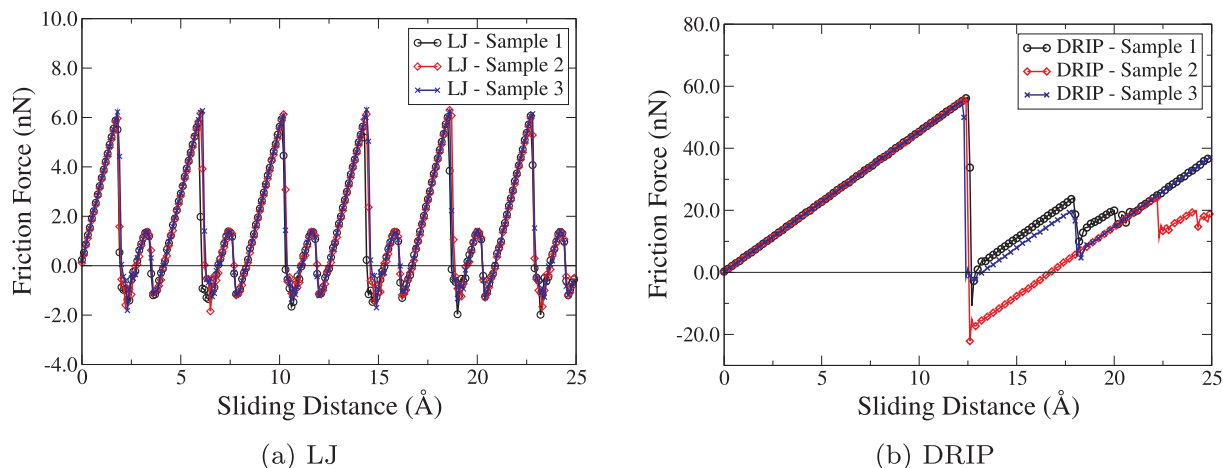 10.0
8.0
6.0
4.0
2.0
0.0
-2.0
-4.0
Friction Force (nN)
LJ - Sample 1
LJ - Sample 2
LJ - Sample 3
0
5
10
15
20
25
Sliding Distance (Å)
(a) LJ
80.0
60.0
40.0
20.0
0.0
-20.0
Friction Force (nN)
DRIP - Sample 1
DRIP - Sample 2
DRIP - Sample 3
0
5
10
15
20
25
Sliding Distance (Å)
(b) DRIP